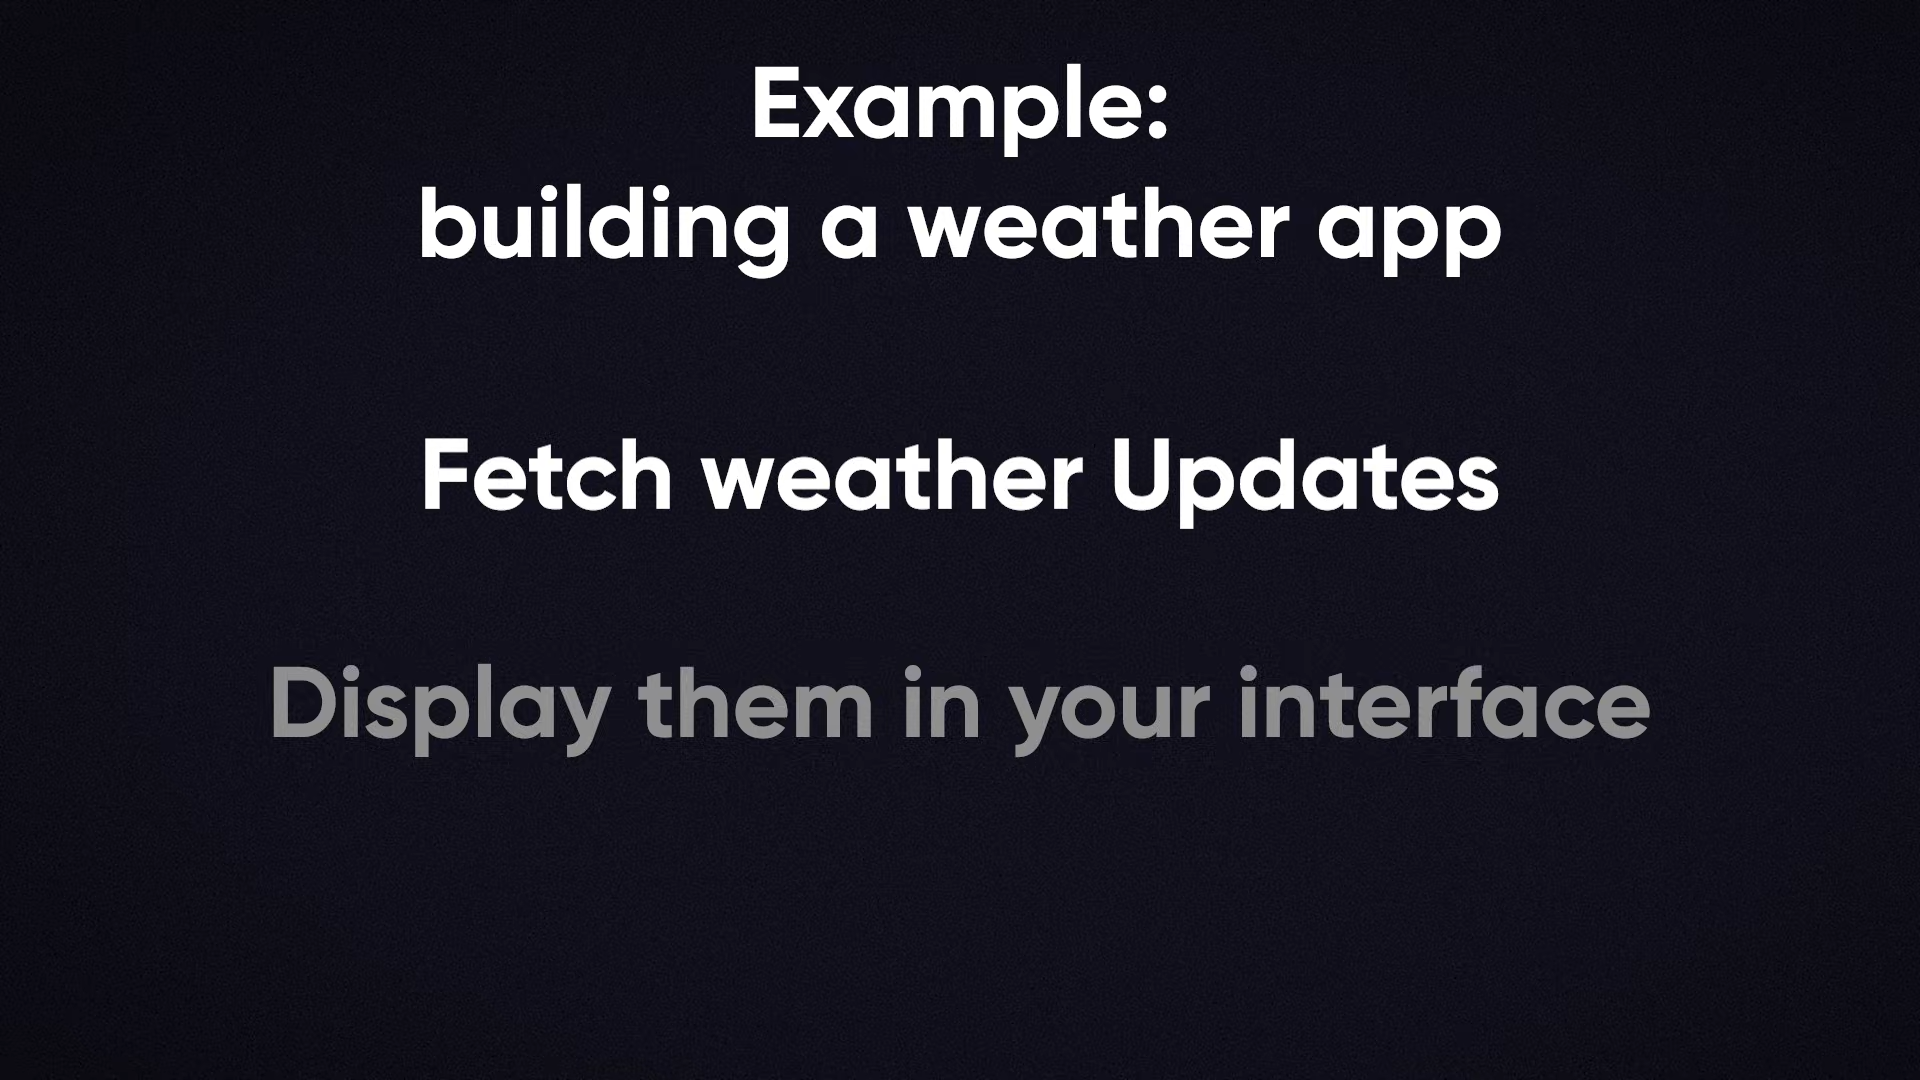 Example:
building a weather app
Fetch weather Updates
Display them in your interface